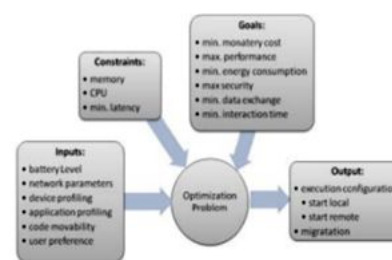 Goals:
• min. monatery cost
• max. performance
• min. energy consumption
• max security
• min. data exchange
• min. interaction time
Constraints:
• memory
• CPU
• min. latency
Inputs:
• battery Level
• network parameters
• device profiling
• application profiling
• code movability
• user preference
Optimization
Problem
Output:
• execution configuration
• start local
• start remote
• migratation